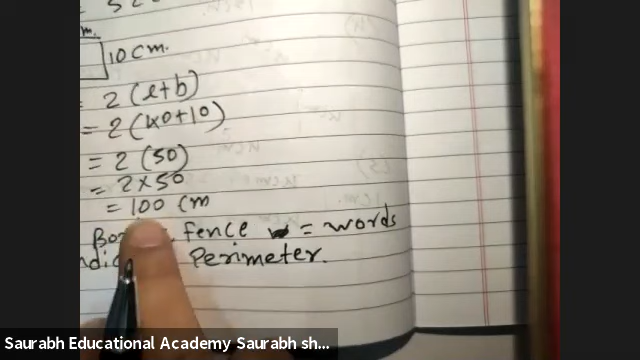 m.
10 cm.
= 2 (l+b)
= 2 (40+10)
= 2 (50)
= 2 × 50
= 100 cm
fence = words
Perimeter.
Saurabh Educational Academy Saurabh sh...